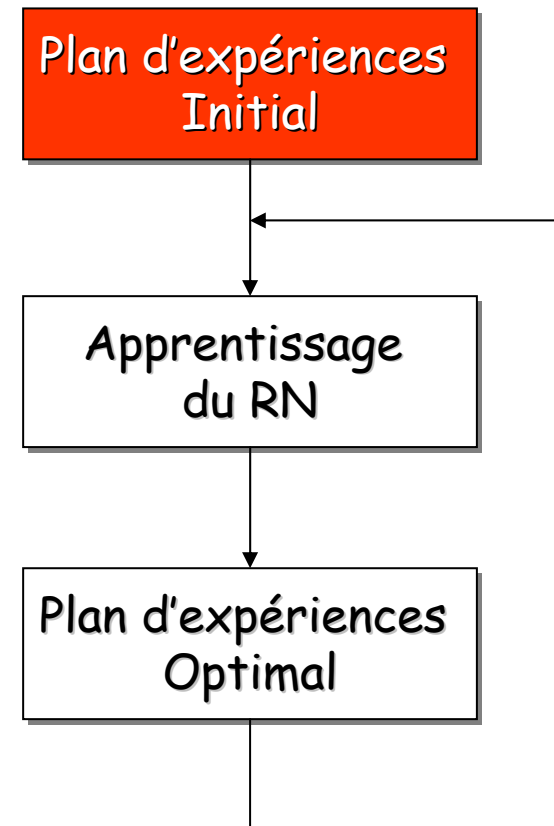 Plan d'expériences
Initial
Apprentissage
du RN
Plan d'expériences
Optimal